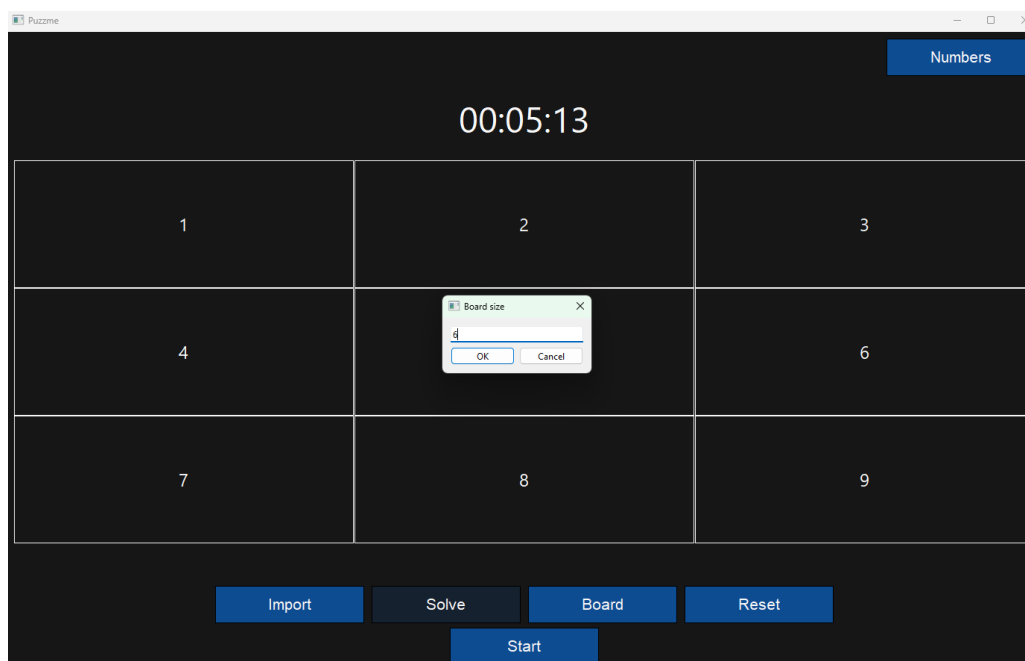 Puzzme
Numbers
00:05:13
1 2 3
Board size
6
4 6
OK Cancel
7 8 9
Import Solve Board Reset
Start